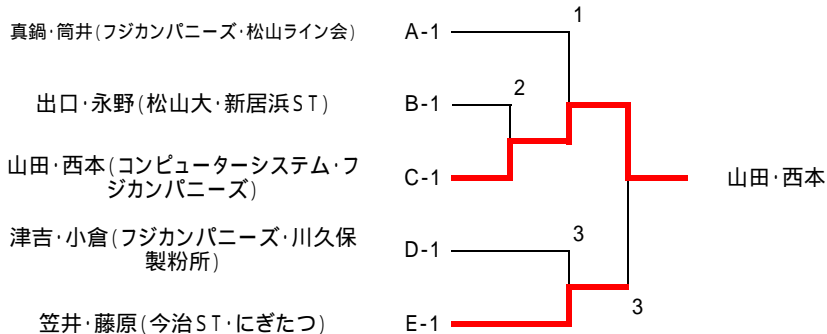 真鍋・筒井(フジカンパニーズ・松山ライン会) A-1 1
出口・永野(松山大・新居浜ST) B-1 2
山田・西本(コンピューターシステム・フ
ジカンパニーズ) C-1 山田・西本
津吉・小倉(フジカンパニーズ・川久保
製粉所) D-1 3
笠井・藤原(今治ST・にぎたつ) E-1 3